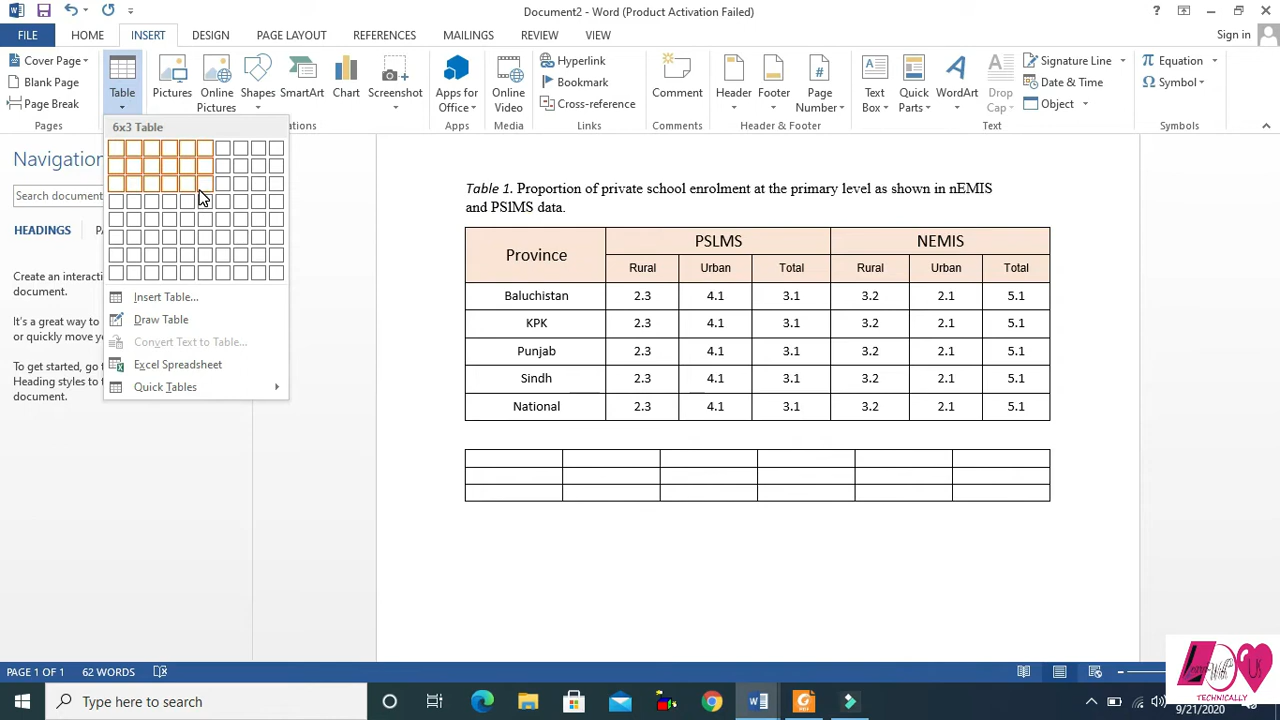 Document2 - Word (Product Activation Failed)
FILE HOME INSERT DESIGN PAGE LAYOUT REFERENCES MAILINGS REVIEW VIEW Sign in
Cover Page
Blank Page
Page Break
Pages
Table
Pictures
Online Pictures
Shapes
SmartArt
Chart
Screenshot
Apps for Office
Apps
Online Video
Media
Hyperlink
Bookmark
Cross-reference
Links
Comment
Comments
Header
Footer
Page Number
Header & Footer
Text Box
Quick Parts
WordArt
Drop Cap
Signature Line
Date & Time
Object
Text
Equation
Symbol
Symbols
6x3 Table
Insert Table...
Draw Table
Convert Text to Table...
Excel Spreadsheet
Quick Tables
Search document
HEADINGS
Create an
document.
It's a great way to
or quickly move
To get started, go
Heading styles to
document.
Table 1. Proportion of private school enrolment at the primary level as shown in nEMIS
and PSlMS data.
Province PSLMS NEMIS
Rural Urban Total Rural Urban Total
Baluchistan 2.3 4.1 3.1 3.2 2.1 5.1
KPK 2.3 4.1 3.1 3.2 2.1 5.1
Punjab 2.3 4.1 3.1 3.2 2.1 5.1
Sindh 2.3 4.1 3.1 3.2 2.1 5.1
National 2.3 4.1 3.1 3.2 2.1 5.1
PAGE 1 OF 1 62 WORDS
Type here to search
9/21/2020
TECHNICALLY